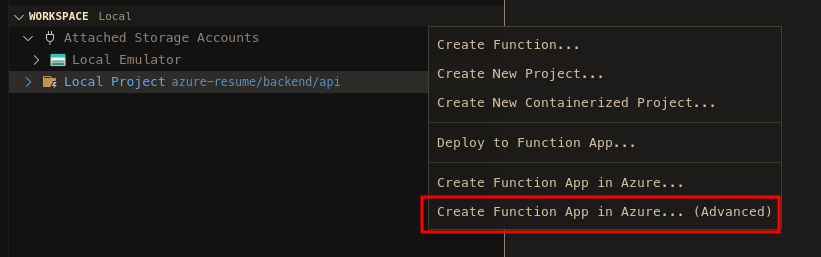 WORKSPACE Local
Attached Storage Accounts
Local Emulator
Local Project azure-resume/backend/api
Create Function...
Create New Project...
Create New Containerized Project...
Deploy to Function App...
Create Function App in Azure...
Create Function App in Azure... (Advanced)